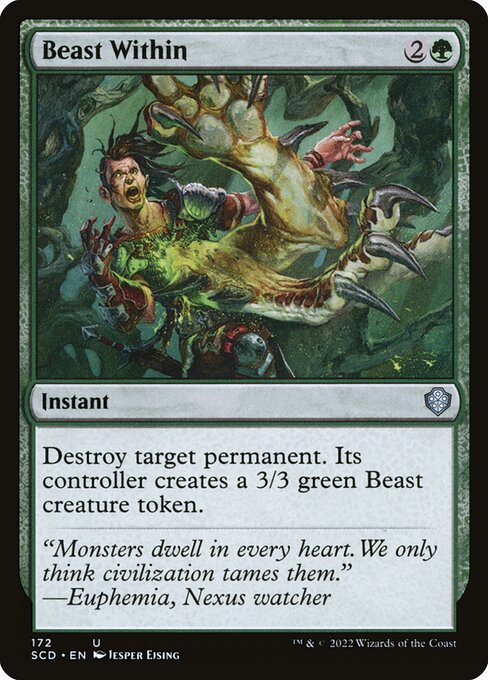 Beast Within 2
Instant
Destroy target permanent. Its
controller creates a 3/3 green Beast
creature token.
“Monsters dwell in every heart. We only
think civilization tames them.”
—Euphemia, Nexus watcher
172 U
SCD • EN Jesper Eising
™ & © 2022 Wizards of the Coast